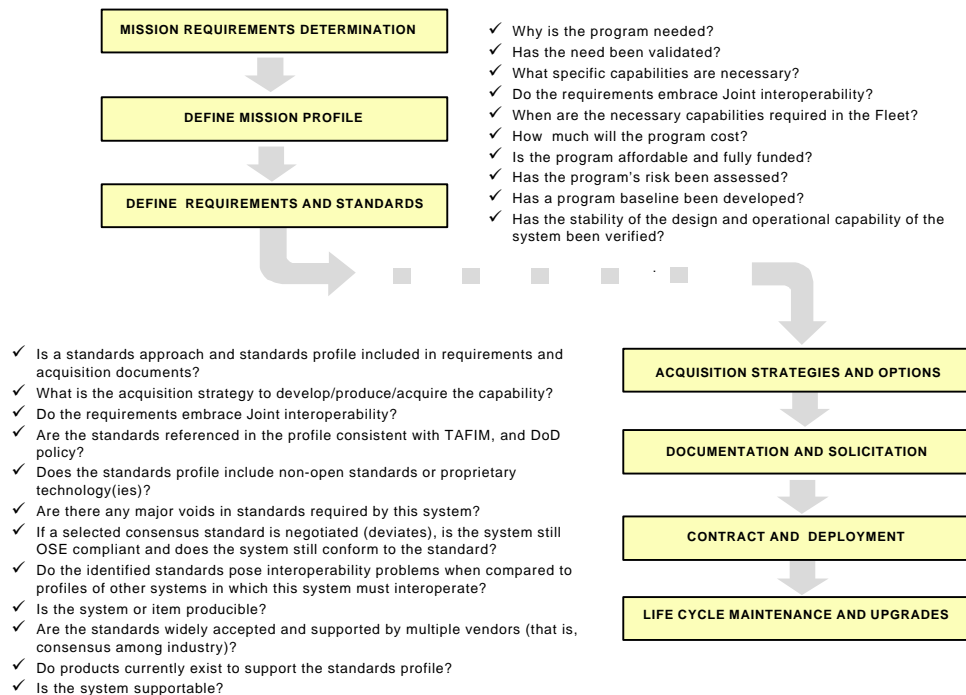 MISSION REQUIREMENTS DETERMINATION
DEFINE MISSION PROFILE
DEFINE REQUIREMENTS AND STANDARDS
✓ Why is the program needed?
✓ Has the need been validated?
✓ What specific capabilities are necessary?
✓ Do the requirements embrace Joint interoperability?
✓ When are the necessary capabilities required in the Fleet?
✓ How much will the program cost?
✓ Is the program affordable and fully funded?
✓ Has the program's risk been assessed?
✓ Has a program baseline been developed?
✓ Has the stability of the design and operational capability of the
system been verified?
✓ Is a standards approach and standards profile included in requirements and
acquisition documents?
✓ What is the acquisition strategy to develop/produce/acquire the capability?
✓ Do the requirements embrace Joint interoperability?
✓ Are the standards referenced in the profile consistent with TAFIM, and DoD
policy?
✓ Does the standards profile include non-open standards or proprietary
technology(ies)?
✓ Are there any major voids in standards required by this system?
✓ If a selected consensus standard is negotiated (deviates), is the system still
OSE compliant and does the system still conform to the standard?
✓ Do the identified standards pose interoperability problems when compared to
profiles of other systems in which this system must interoperate?
✓ Is the system or item producible?
✓ Are the standards widely accepted and supported by multiple vendors (that is,
consensus among industry)?
✓ Do products currently exist to support the standards profile?
✓ Is the system supportable?
ACQUISITION STRATEGIES AND OPTIONS
DOCUMENTATION AND SOLICITATION
CONTRACT AND DEPLOYMENT
LIFE CYCLE MAINTENANCE AND UPGRADES